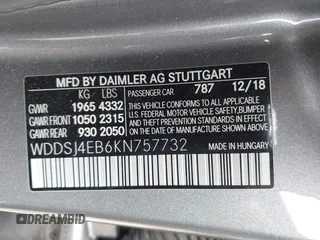 MFD BY DAIMLER AG STUTTGART
KG LBS PASSENGER CAR 787 12/18
GVWR 1965 4332 THIS VEHICLE CONFORMS TO ALL
GAWR FRONT 1050 2315 APPLICABLE U.S. FEDERAL
GAWR REAR 930 2050 MOTOR VEHICLE SAFETY, BUMPER
AND THEFT PREVENTION STANDARDS
IN EFFECT ON THE DATE OF
MANUFACTURE SHOWN ABOVE.
WDDSJ4EB6KN757732
MADE IN HUNGARY